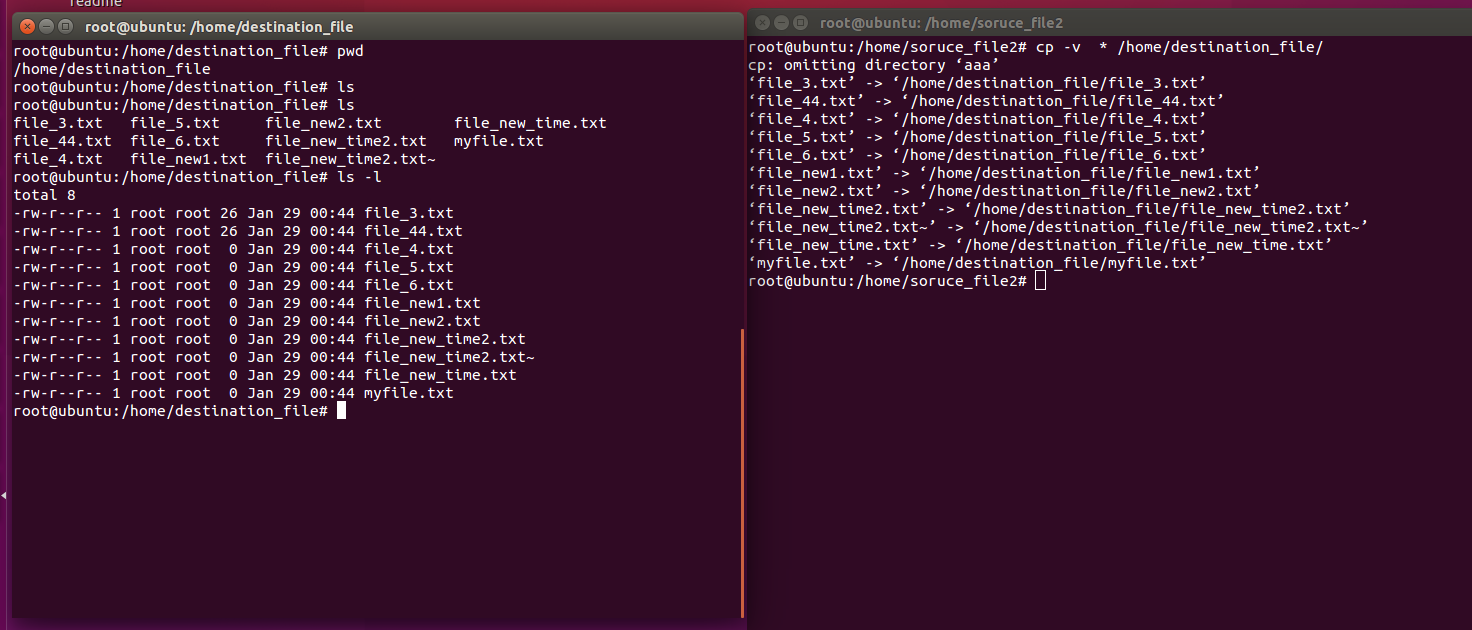 readme
root@ubuntu: /home/destination_file
root@ubuntu:/home/destination_file# pwd
/home/destination_file
root@ubuntu:/home/destination_file# ls
root@ubuntu:/home/destination_file# ls
file_3.txt   file_5.txt     file_new2.txt        file_new_time.txt
file_44.txt  file_6.txt     file_new_time2.txt   myfile.txt
file_4.txt   file_new1.txt  file_new_time2.txt~
root@ubuntu:/home/destination_file# ls -l
total 8
-rw-r--r-- 1 root root 26 Jan 29 00:44 file_3.txt
-rw-r--r-- 1 root root 26 Jan 29 00:44 file_44.txt
-rw-r--r-- 1 root root  0 Jan 29 00:44 file_4.txt
-rw-r--r-- 1 root root  0 Jan 29 00:44 file_5.txt
-rw-r--r-- 1 root root  0 Jan 29 00:44 file_6.txt
-rw-r--r-- 1 root root  0 Jan 29 00:44 file_new1.txt
-rw-r--r-- 1 root root  0 Jan 29 00:44 file_new2.txt
-rw-r--r-- 1 root root  0 Jan 29 00:44 file_new_time2.txt
-rw-r--r-- 1 root root  0 Jan 29 00:44 file_new_time2.txt~
-rw-r--r-- 1 root root  0 Jan 29 00:44 file_new_time.txt
-rw-r--r-- 1 root root  0 Jan 29 00:44 myfile.txt
root@ubuntu:/home/destination_file#
root@ubuntu: /home/soruce_file2
root@ubuntu:/home/soruce_file2# cp -v  * /home/destination_file/
cp: omitting directory ‘aaa’
‘file_3.txt’ -> ‘/home/destination_file/file_3.txt’
‘file_44.txt’ -> ‘/home/destination_file/file_44.txt’
‘file_4.txt’ -> ‘/home/destination_file/file_4.txt’
‘file_5.txt’ -> ‘/home/destination_file/file_5.txt’
‘file_6.txt’ -> ‘/home/destination_file/file_6.txt’
‘file_new1.txt’ -> ‘/home/destination_file/file_new1.txt’
‘file_new2.txt’ -> ‘/home/destination_file/file_new2.txt’
‘file_new_time2.txt’ -> ‘/home/destination_file/file_new_time2.txt’
‘file_new_time2.txt~’ -> ‘/home/destination_file/file_new_time2.txt~’
‘file_new_time.txt’ -> ‘/home/destination_file/file_new_time.txt’
‘myfile.txt’ -> ‘/home/destination_file/myfile.txt’
root@ubuntu:/home/soruce_file2#